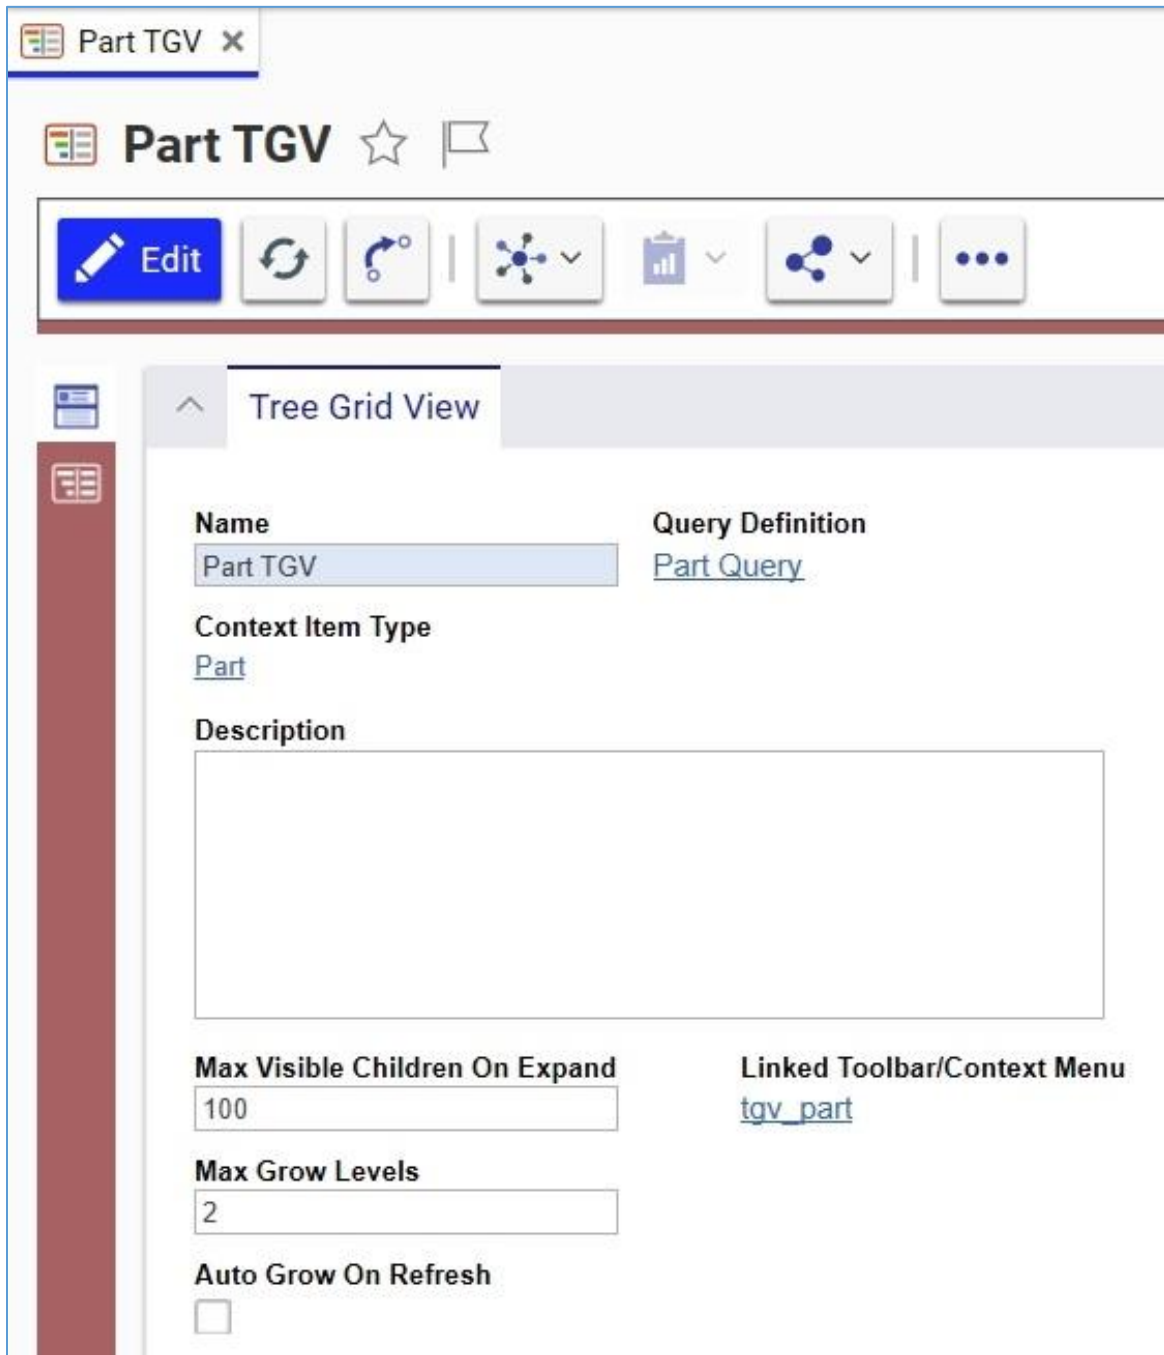 Part TGV
Part TGV
Edit
Tree Grid View
Name
Query Definition
Part TGV
Part Query
Context Item Type
Part
Description
Max Visible Children On Expand
Linked Toolbar/Context Menu
100
tgv_part
Max Grow Levels
2
Auto Grow On Refresh